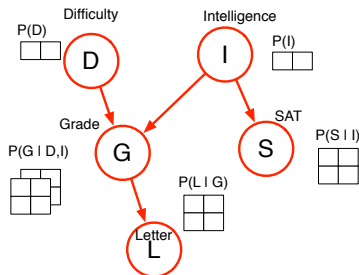 Difficulty
Intelligence
P(D)
P(I)
D
I
SAT
Grade
P(S | I)
G
S
P(G | D,I)
P(L | G)
Letter
L